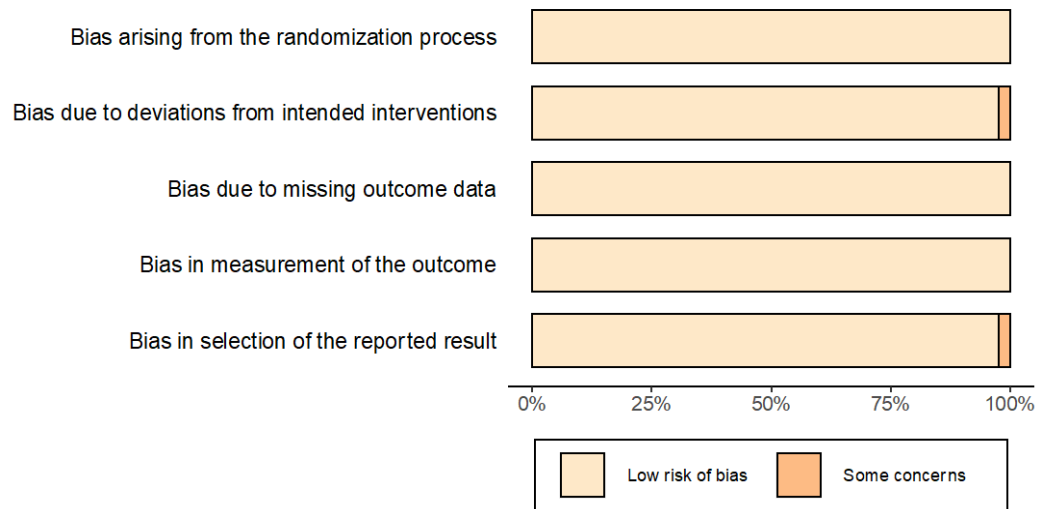 Bias arising from the randomization process
Bias due to deviations from intended interventions
Bias due to missing outcome data
Bias in measurement of the outcome
Bias in selection of the reported result
0% 25% 50% 75% 100%
Low risk of bias Some concerns